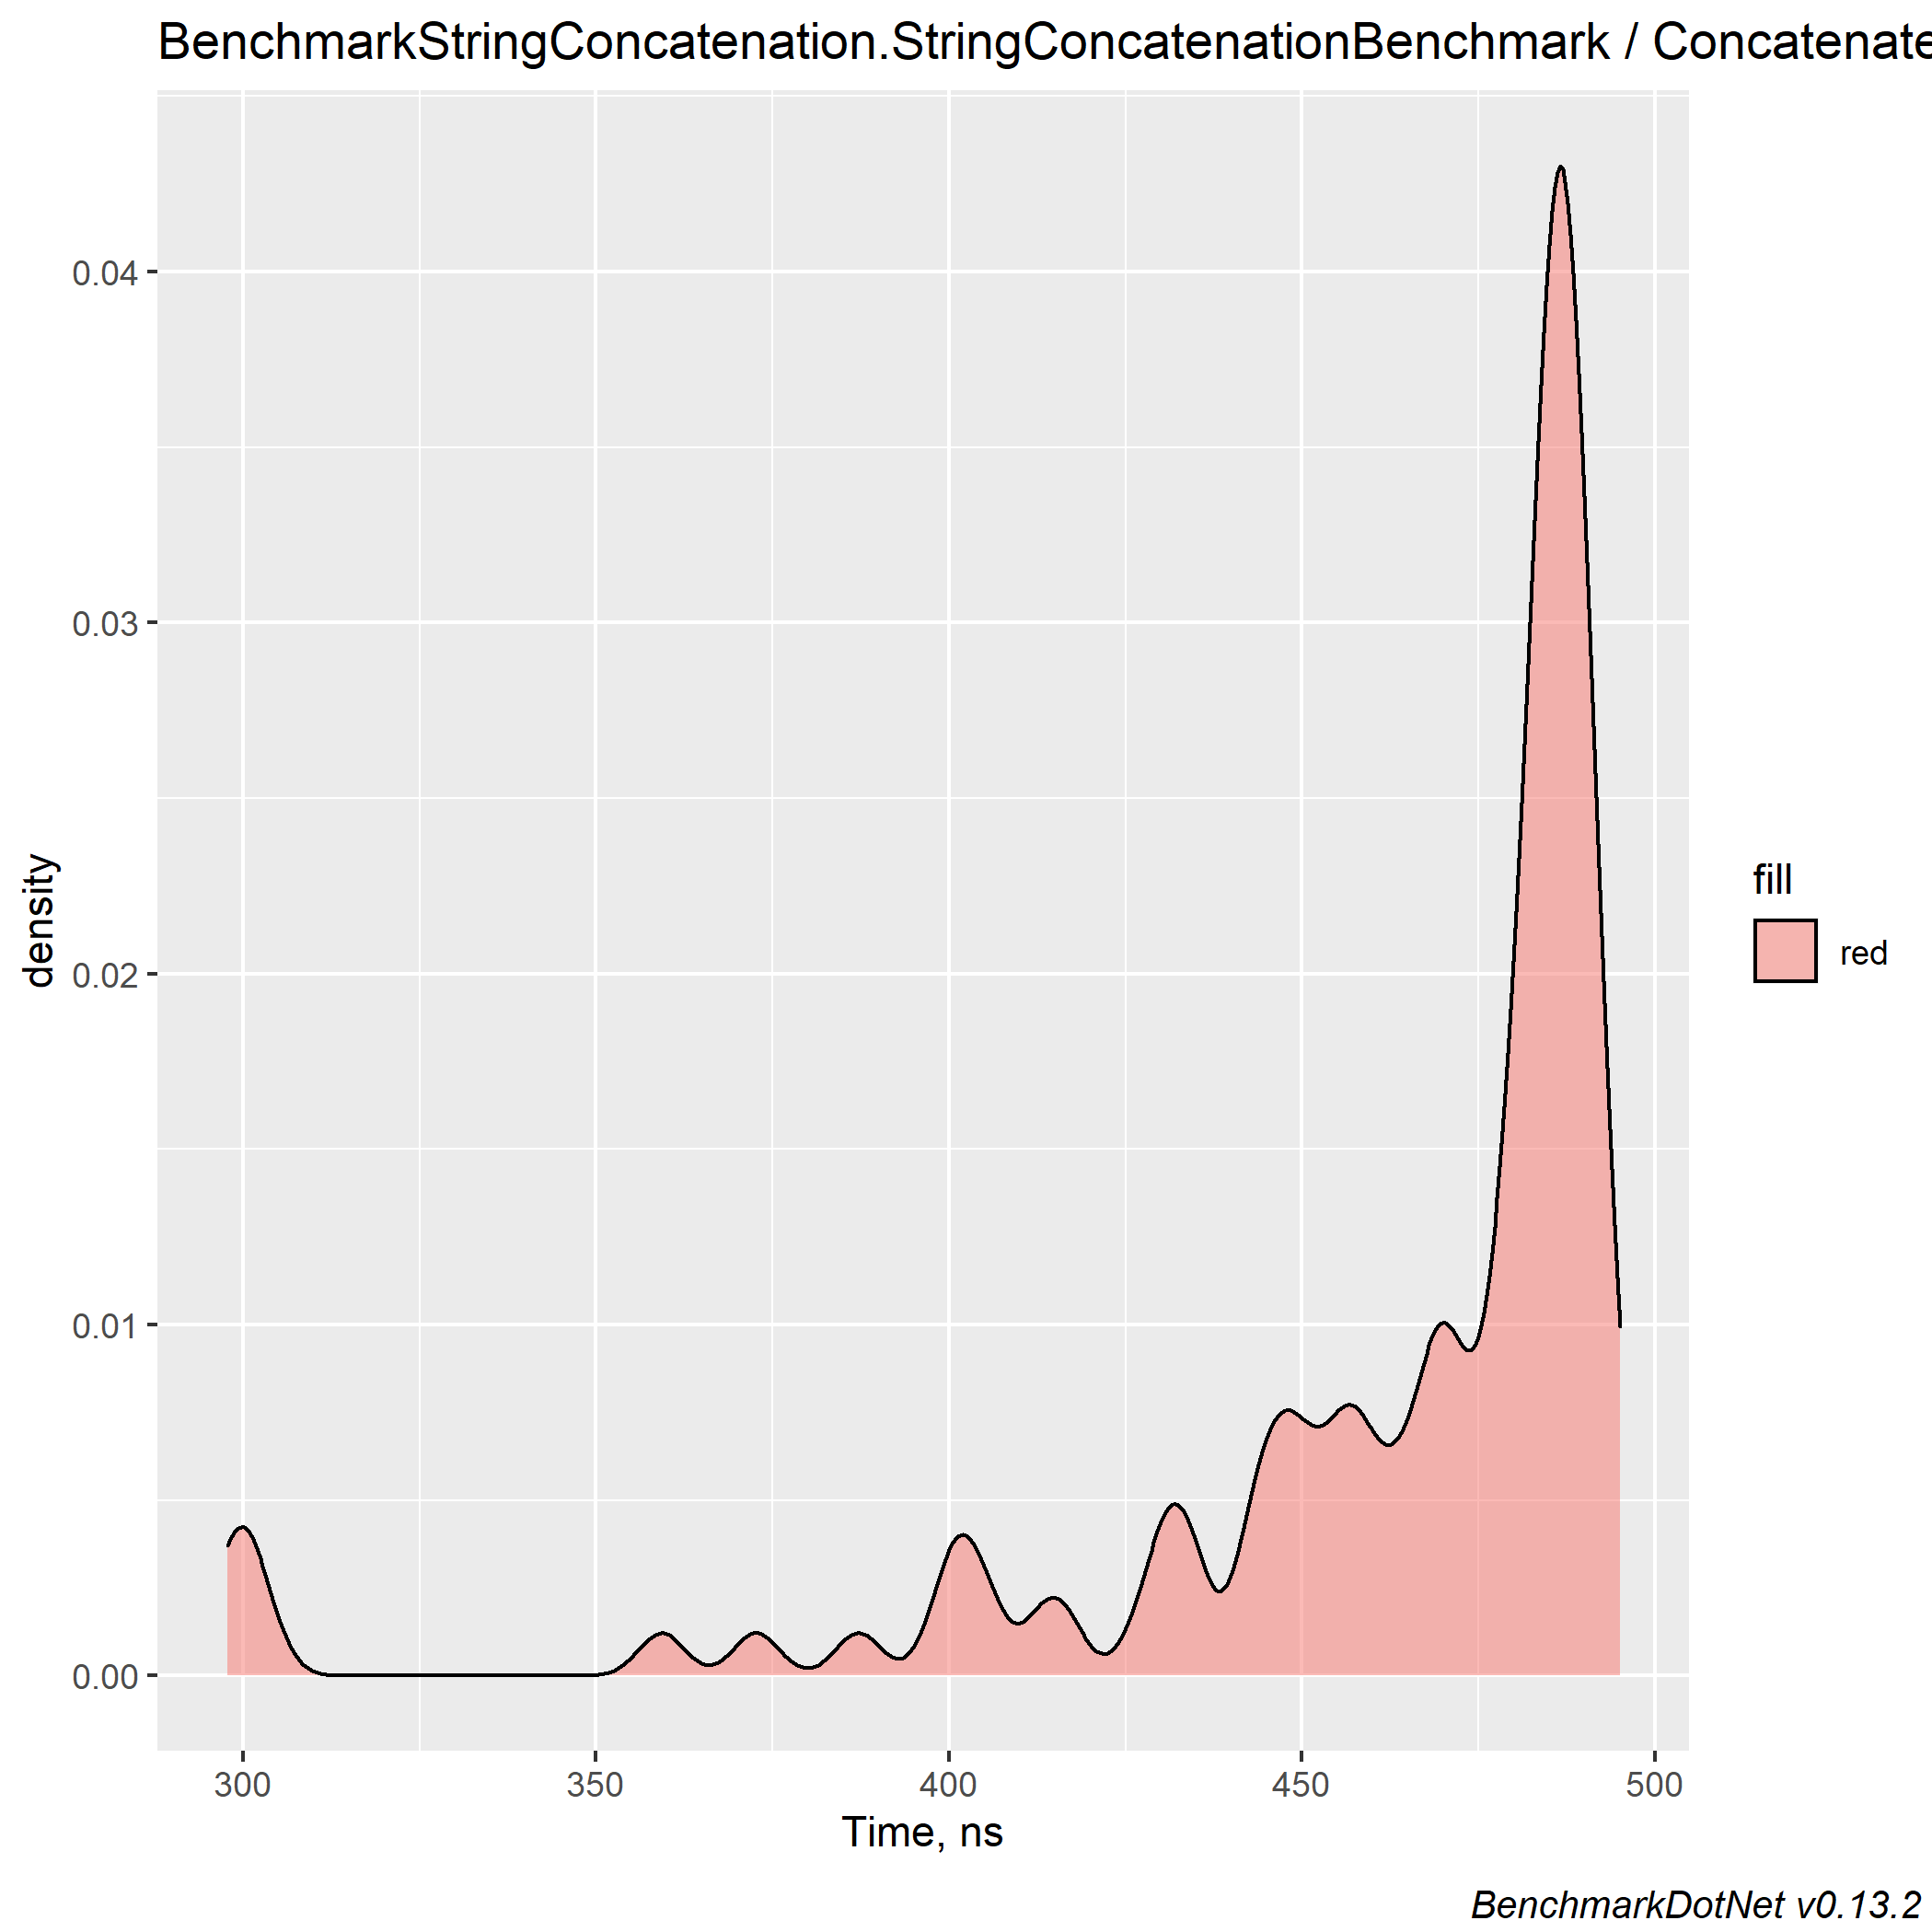 BenchmarkStringConcatenation.StringConcatenationBenchmark / Concatenate
0.04
0.03
0.02
0.01
0.00
density
300 350 400 450 500
Time, ns
fill
red
BenchmarkDotNet v0.13.2